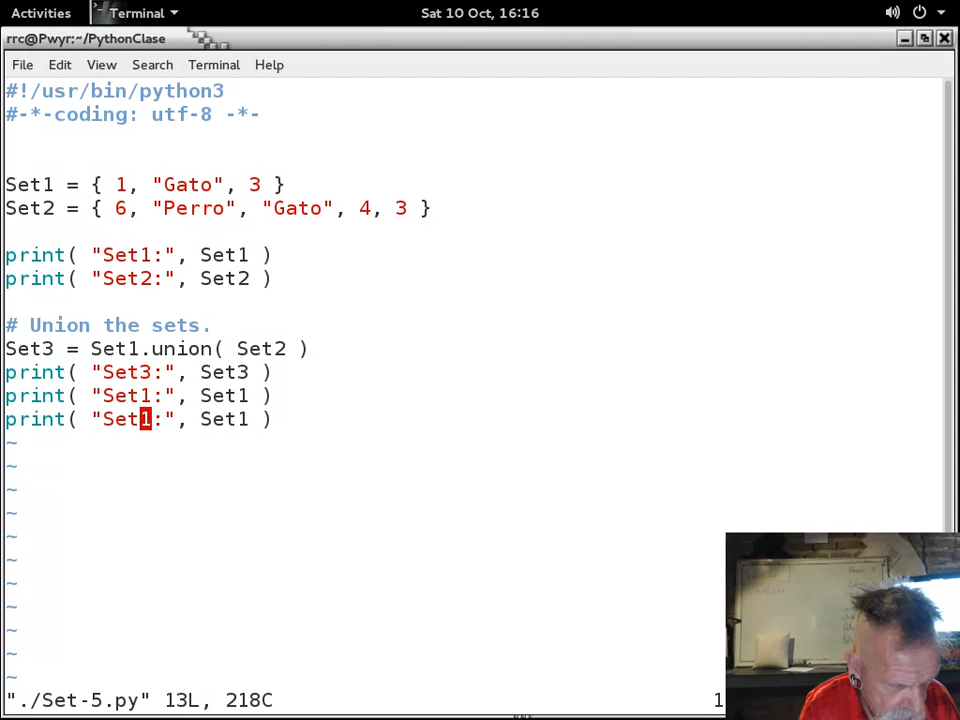 Activities Terminal Sat 10 Oct, 16:16
rrc@Pwyr:~/PythonClase
File Edit View Search Terminal Help
#!/usr/bin/python3
#-*-coding: utf-8 -*-
Set1 = { 1, "Gato", 3 }
Set2 = { 6, "Perro", "Gato", 4, 3 }
print( "Set1:", Set1 )
print( "Set2:", Set2 )
# Union the sets.
Set3 = Set1.union( Set2 )
print( "Set3:", Set3 )
print( "Set1:", Set1 )
print( "Set1:", Set1 )
~
~
~
~
~
~
~
~
~
~
~
"./Set-5.py" 13L, 218C 1